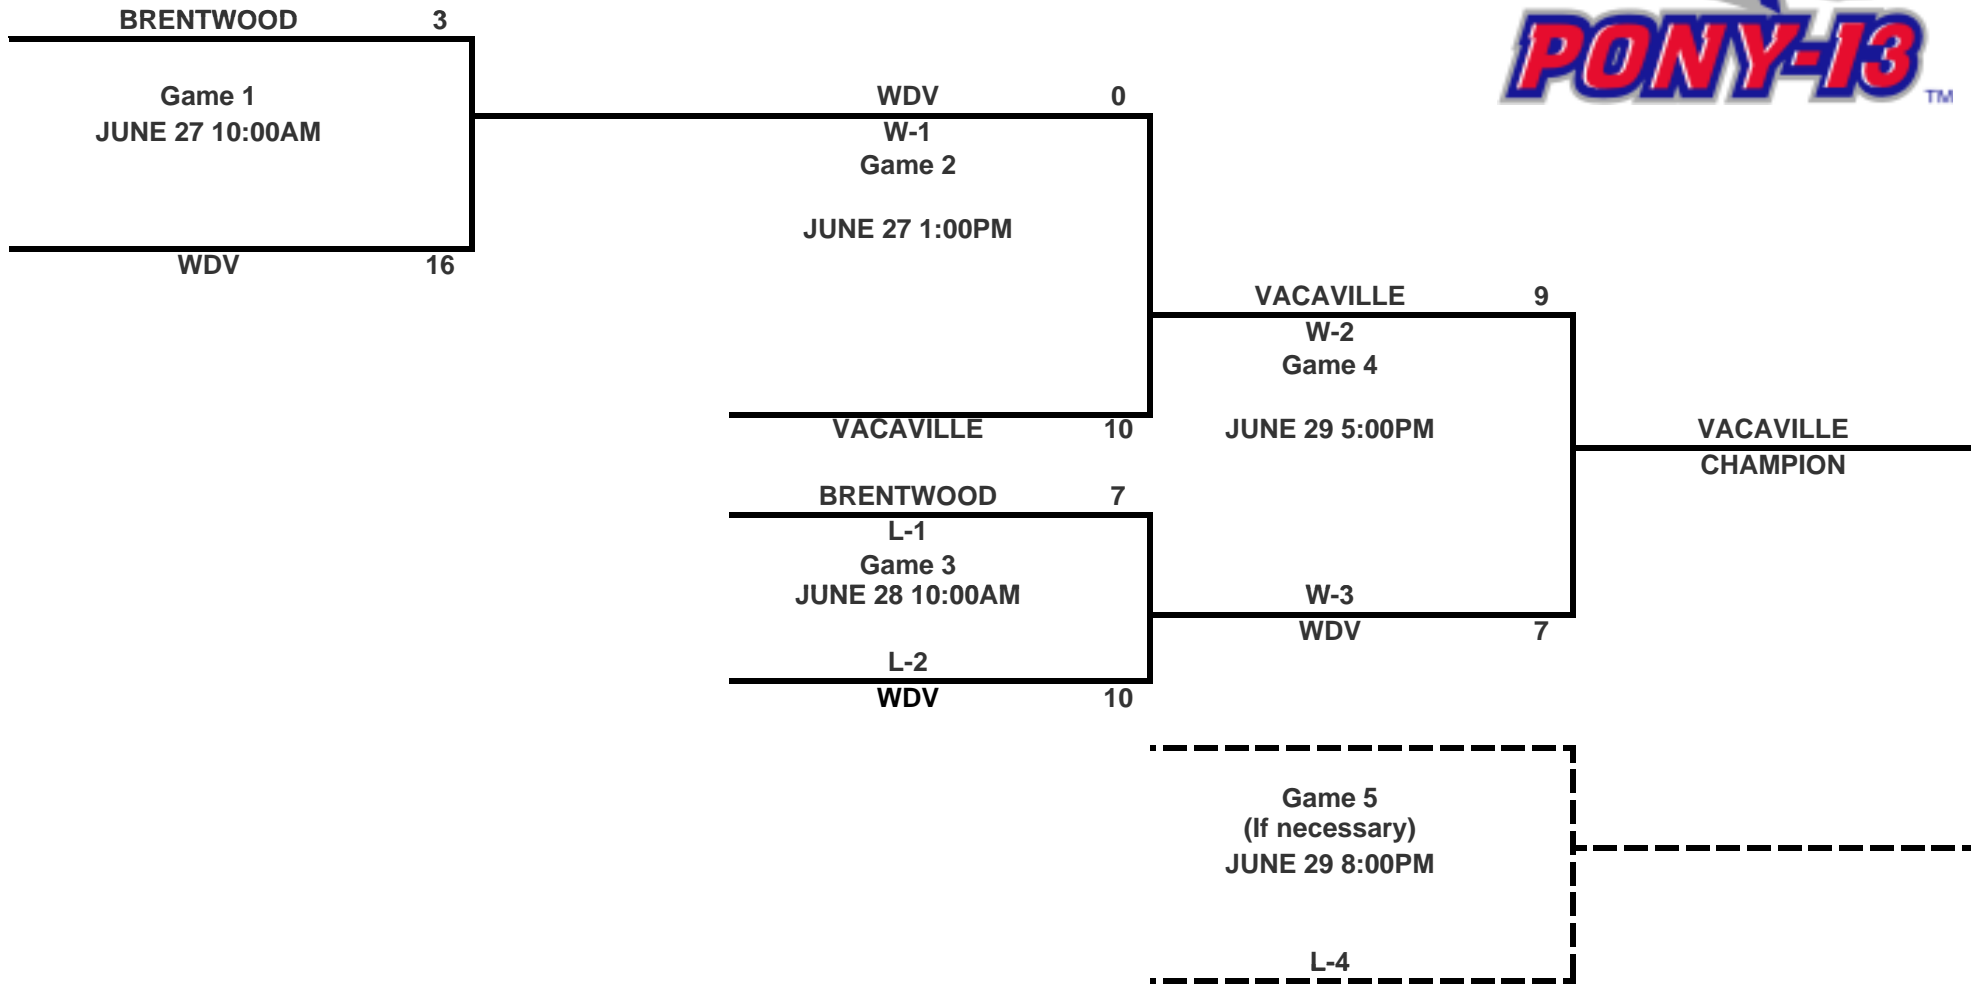 BRENTWOOD 3
Game 1
JUNE 27 10:00AM
WDV 16
WDV 0
W-1
Game 2
JUNE 27 1:00PM
VACAVILLE 10
BRENTWOOD 7
L-1
Game 3
JUNE 28 10:00AM
L-2
WDV 10
VACAVILLE 9
W-2
Game 4
JUNE 29 5:00PM
W-3
WDV 7
Game 5
(If necessary)
JUNE 29 8:00PM
L-4
VACAVILLE
CHAMPION
PONY-13 TM